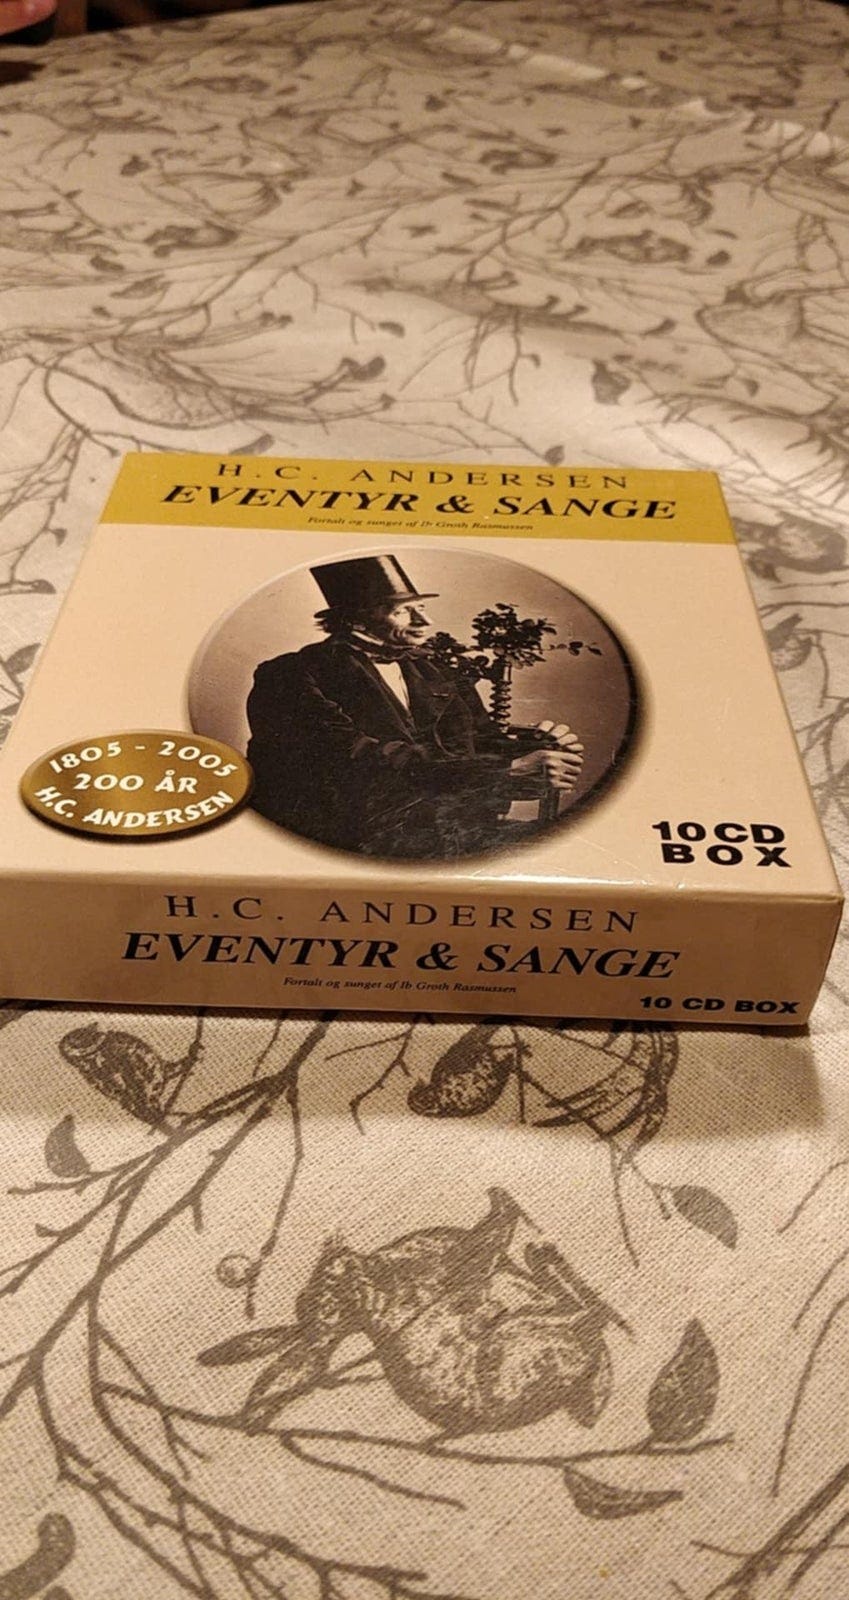 H.C. ANDERSEN
EVENTYR & SANGE
Fortalt og sunget af Ib Groth Rasmussen
1805 - 2005
200 ÅR
H.C. ANDERSEN
10 CD
BOX
H.C. ANDERSEN
EVENTYR & SANGE
Fortalt og sunget af Ib Groth Rasmussen
10 CD BOX